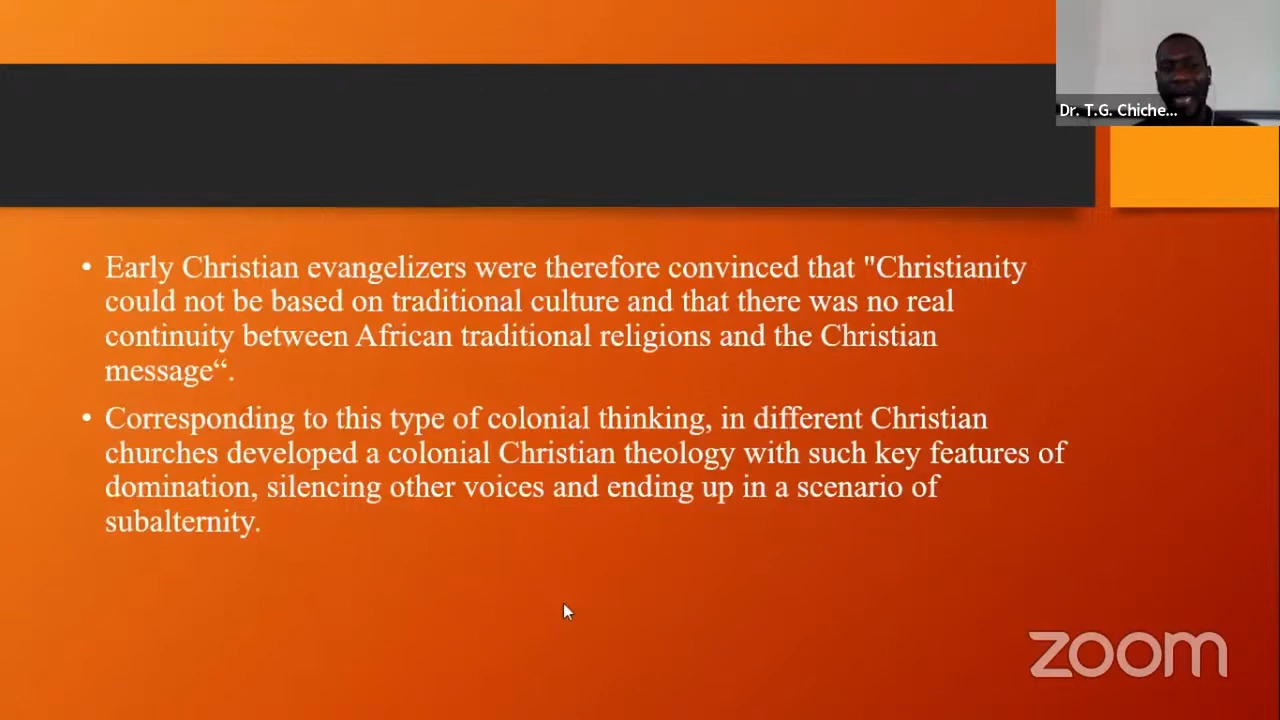 Dr. T.G. Chiche...
• Early Christian evangelizers were therefore convinced that "Christianity
could not be based on traditional culture and that there was no real
continuity between African traditional religions and the Christian
message“.
• Corresponding to this type of colonial thinking, in different Christian
churches developed a colonial Christian theology with such key features of
domination, silencing other voices and ending up in a scenario of
subalternity.
zoom